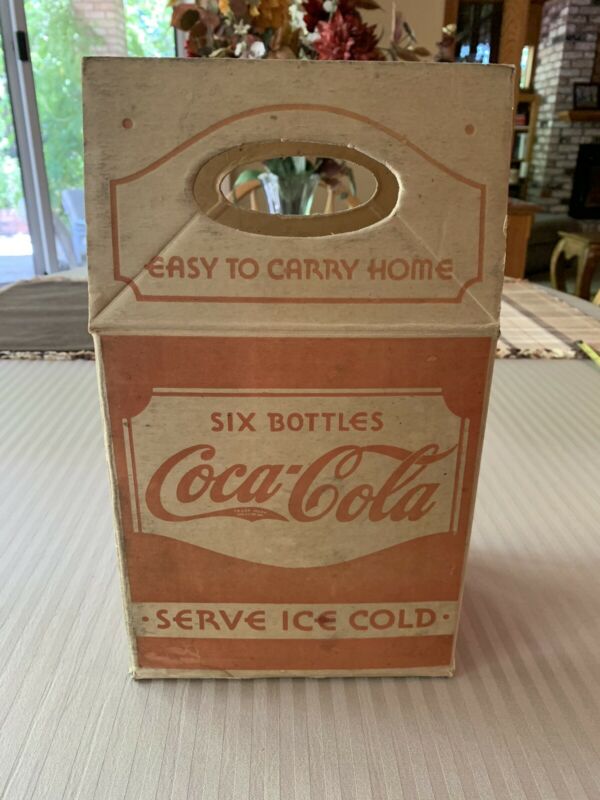 EASY TO CARRY HOME
SIX BOTTLES
Coca-Cola
·SERVE ICE COLD·